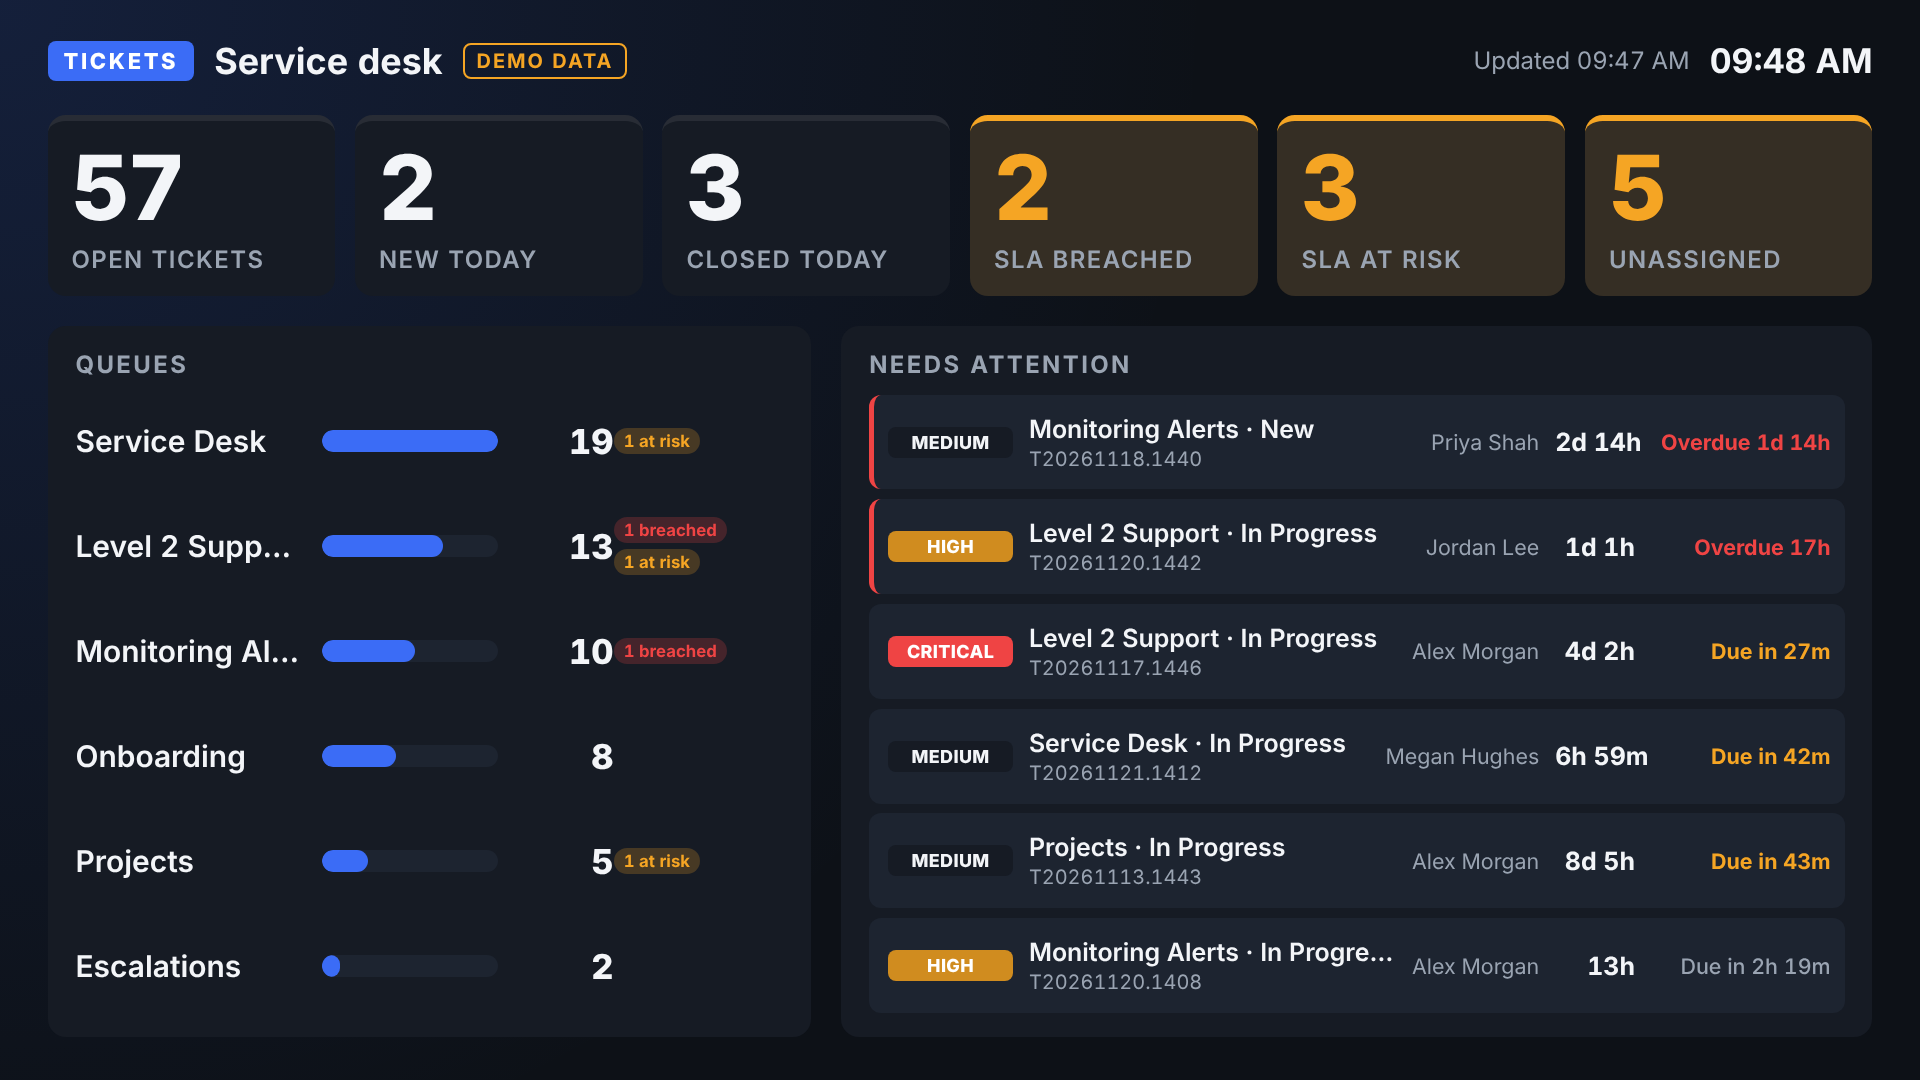 TICKETS Service desk DEMO DATA Updated 09:47 AM 09:48 AM
57
OPEN TICKETS
2
NEW TODAY
3
CLOSED TODAY
2
SLA BREACHED
3
SLA AT RISK
5
UNASSIGNED
QUEUES
Service Desk 19 1 at risk
Level 2 Supp... 13 1 breached
1 at risk
Monitoring Al... 10 1 breached
Onboarding 8
Projects 5 1 at risk
Escalations 2
NEEDS ATTENTION
MEDIUM Monitoring Alerts · New Priya Shah 2d 14h Overdue 1d 14h
T20261118.1440
HIGH Level 2 Support · In Progress Jordan Lee 1d 1h Overdue 17h
T20261120.1442
CRITICAL Level 2 Support · In Progress Alex Morgan 4d 2h Due in 27m
T20261117.1446
MEDIUM Service Desk · In Progress Megan Hughes 6h 59m Due in 42m
T20261121.1412
MEDIUM Projects · In Progress Alex Morgan 8d 5h Due in 43m
T20261113.1443
HIGH Monitoring Alerts · In Progre... Alex Morgan 13h Due in 2h 19m
T20261120.1408